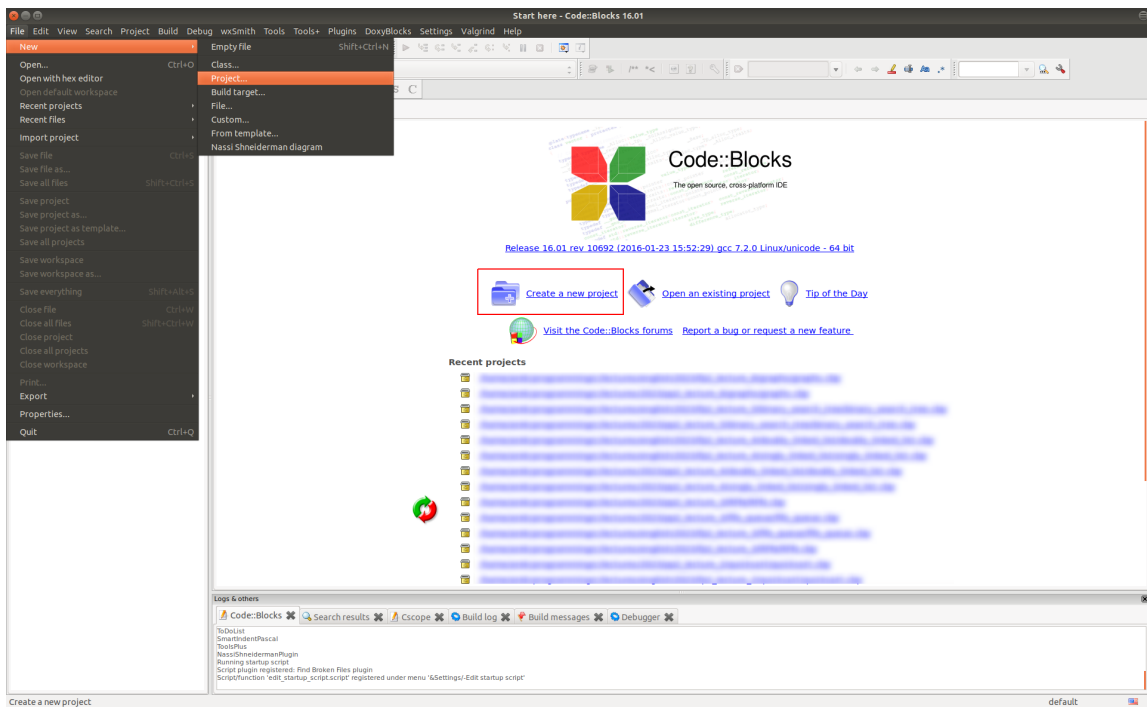 Start here - Code::Blocks 16.01
File Edit View Search Project Build Debug wxSmith Tools Tools+ Plugins DoxyBlocks Settings Valgrind Help
New
Open... Ctrl+O
Open with hex editor
Open default workspace
Recent projects
Recent files
Import project
Save file Ctrl+S
Save file as...
Save all files Shift+Ctrl+S
Save project
Save project as...
Save project as template...
Save all projects
Save workspace
Save workspace as...
Save everything Shift+Alt+S
Close file Ctrl+W
Close all files Shift+Ctrl+W
Close project
Close all projects
Close workspace
Print...
Export
Properties...
Quit Ctrl+Q
Empty file Shift+Ctrl+N
Class...
Project...
Build target...
File...
Custom...
From template...
Nassi Shneiderman diagram
S C
/** *<
.*
Code::Blocks
The open source, cross-platform IDE
Release 16.01 rev 10692 (2016-01-23 15:52:29) gcc 7.2.0 Linux/unicode - 64 bit
Create a new project Open an existing project Tip of the Day
Visit the Code::Blocks forums Report a bug or request a new feature
Recent projects
Logs & others
Code::Blocks Search results Cscope Build log Build messages Debugger
ToDoList
SmartIndentPascal
ToolsPlus
NassiShneidermanPlugin
Running startup script
Script plugin registered: Find Broken Files plugin
Script/function 'edit_startup_script.script' registered under menu '&Settings/-Edit startup script'
Create a new project default